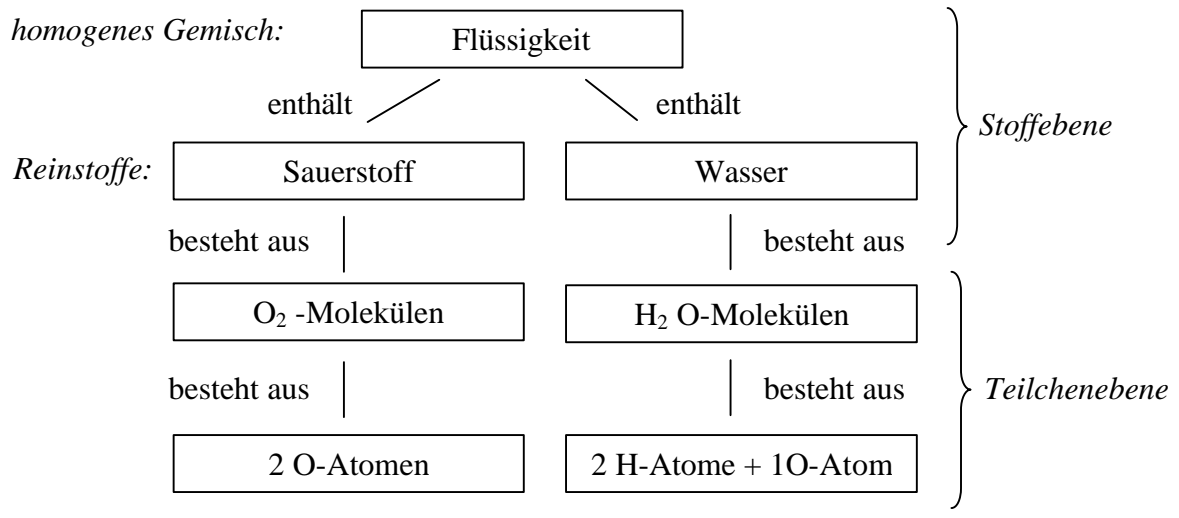 homogenes Gemisch:
Flüssigkeit
enthält
enthält
Stoffebene
Reinstoffe:
Sauerstoff
Wasser
besteht aus
besteht aus
O₂ -Molekülen
H₂ O-Molekülen
besteht aus
besteht aus
Teilchenebene
2 O-Atomen
2 H-Atome + 1O-Atom